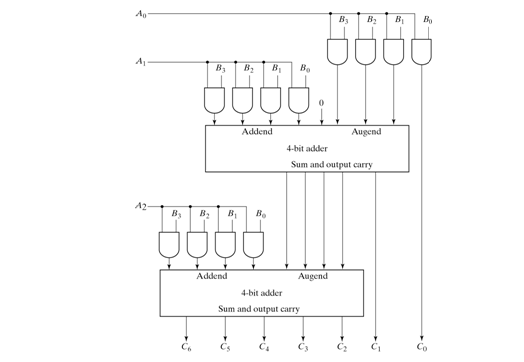 A₀
B₃ B₂ B₁ B₀
A₁
B₃ B₂ B₁ B₀
0
Addend Augend
4-bit adder
Sum and output carry
A₂
B₃ B₂ B₁ B₀
Addend Augend
4-bit adder
Sum and output carry
C₆ C₅ C₄ C₃ C₂ C₁ C₀